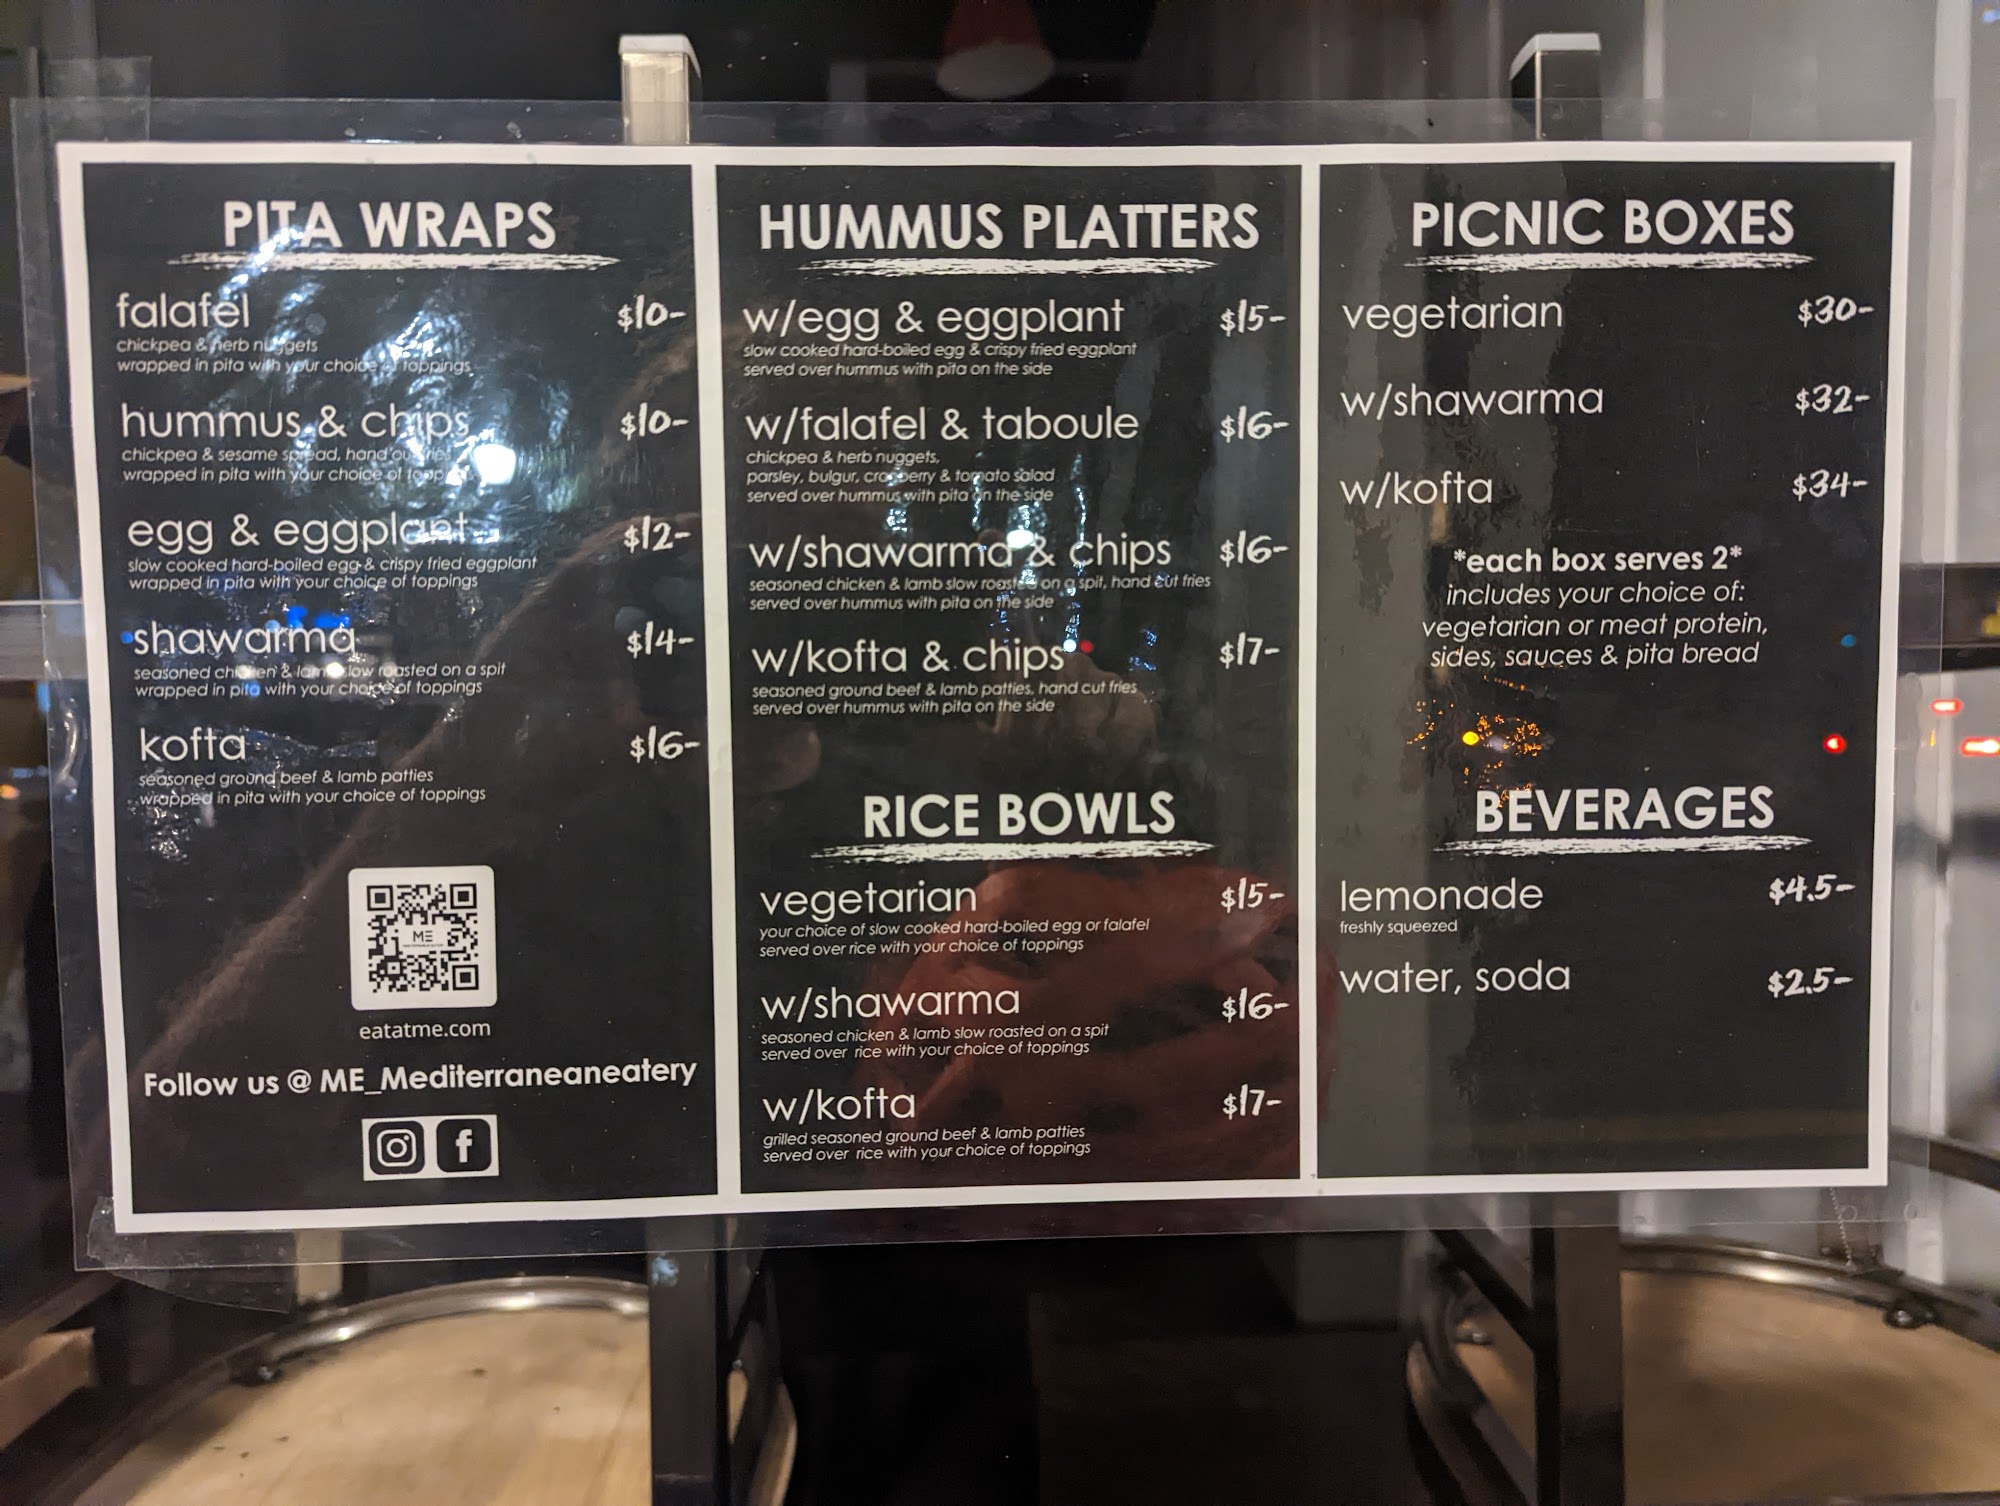 PITA WRAPS
falafel $10-
chickpea & herb nuggets
wrapped in pita with your choice of toppings
hummus & chips $10-
chickpea & sesame spread, hand cut fries
wrapped in pita with your choice of toppings
egg & eggplant $12-
slow cooked hard-boiled egg & crispy fried eggplant
wrapped in pita with your choice of toppings
shawarma $14-
seasoned chicken & lamb slow roasted on a spit
wrapped in pita with your choice of toppings
kofta $16-
seasoned ground beef & lamb patties
wrapped in pita with your choice of toppings
ME
eatatme.com
Follow us @ ME_Mediterraneaneatery
HUMMUS PLATTERS
w/egg & eggplant $15-
slow cooked hard-boiled egg & crispy fried eggplant
served over hummus with pita on the side
w/falafel & taboule $16-
chickpea & herb nuggets,
parsley, bulgur, cranberry & tomato salad
served over hummus with pita on the side
w/shawarma & chips $16-
seasoned chicken & lamb slow roasted on a spit, hand cut fries
served over hummus with pita on the side
w/kofta & chips $17-
seasoned ground beef & lamb patties, hand cut fries
served over hummus with pita on the side
RICE BOWLS
vegetarian $15-
your choice of slow cooked hard-boiled egg or falafel
served over rice with your choice of toppings
w/shawarma $16-
seasoned chicken & lamb slow roasted on a spit
served over rice with your choice of toppings
w/kofta $17-
grilled seasoned ground beef & lamb patties
served over rice with your choice of toppings
PICNIC BOXES
vegetarian $30-
w/shawarma $32-
w/kofta $34-
*each box serves 2*
includes your choice of:
vegetarian or meat protein,
sides, sauces & pita bread
BEVERAGES
lemonade $4.5-
freshly squeezed
water, soda $2.5-